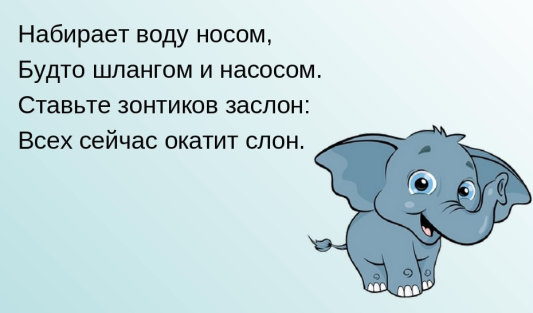 Набирает воду носом,
Будто шлангом и насосом.
Ставьте зонтиков заслон:
Всех сейчас окатит слон.